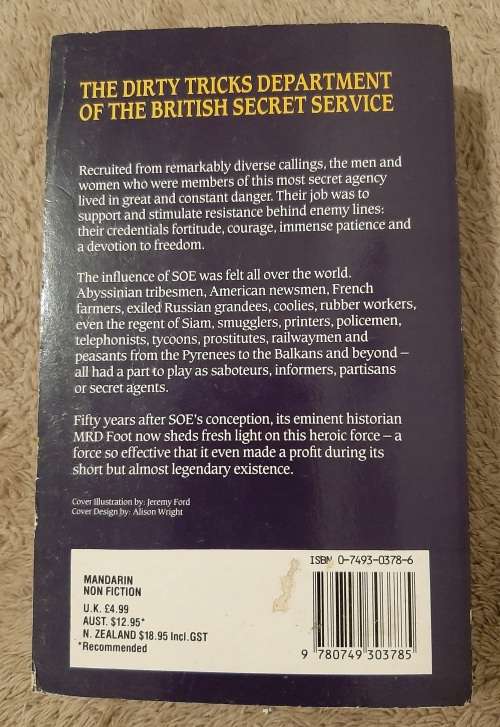 THE DIRTY TRICKS DEPARTMENT
OF THE BRITISH SECRET SERVICE
Recruited from remarkably diverse callings, the men and
women who were members of this most secret agency
lived in great and constant danger. Their job was to
support and stimulate resistance behind enemy lines:
their credentials fortitude, courage, immense patience and
a devotion to freedom.
The influence of SOE was felt all over the world.
Abyssinian tribesmen, American newsmen, French
farmers, exiled Russian grandees, coolies, rubber workers,
even the regent of Siam, smugglers, printers, policemen,
telephonists, tycoons, prostitutes, railwaymen and
peasants from the Pyrenees to the Balkans and beyond –
all had a part to play as saboteurs, informers, partisans
or secret agents.
Fifty years after SOE's conception, its eminent historian
MRD Foot now sheds fresh light on this heroic force – a
force so effective that it even made a profit during its
short but almost legendary existence.
Cover Illustration by: Jeremy Ford
Cover Design by: Alison Wright
MANDARIN
NON FICTION
U.K. £4.99
AUST. $12.95*
N. ZEALAND $18.95 Incl.GST
*Recommended
ISBN 0-7493-0378-6
9 780749 303785